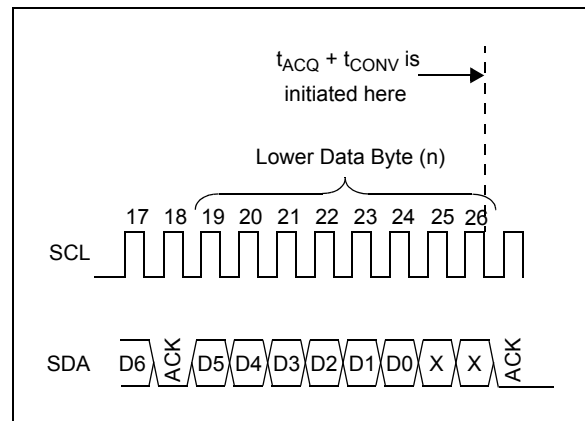 tACQ + tCONV is
initiated here
Lower Data Byte (n)
17 18 19 20 21 22 23 24 25 26
SCL
SDA D6 ACK D5 D4 D3 D2 D1 D0 X X ACK